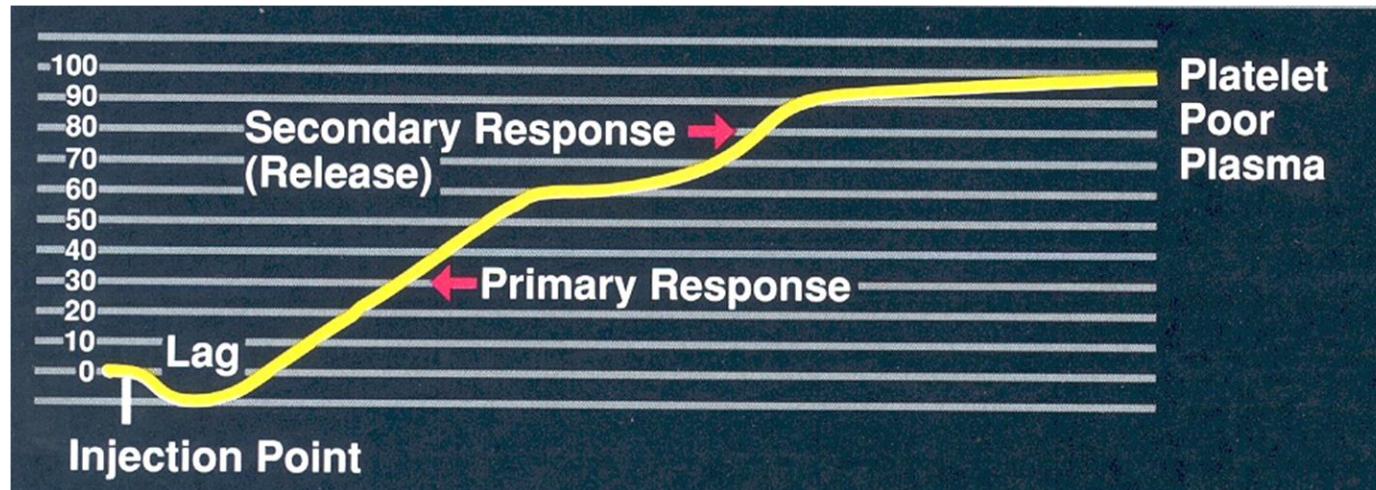 100
90
80
70
60
50
40
30
20
10
0
Secondary Response
(Release)
Primary Response
Lag
Injection Point
Platelet
Poor
Plasma